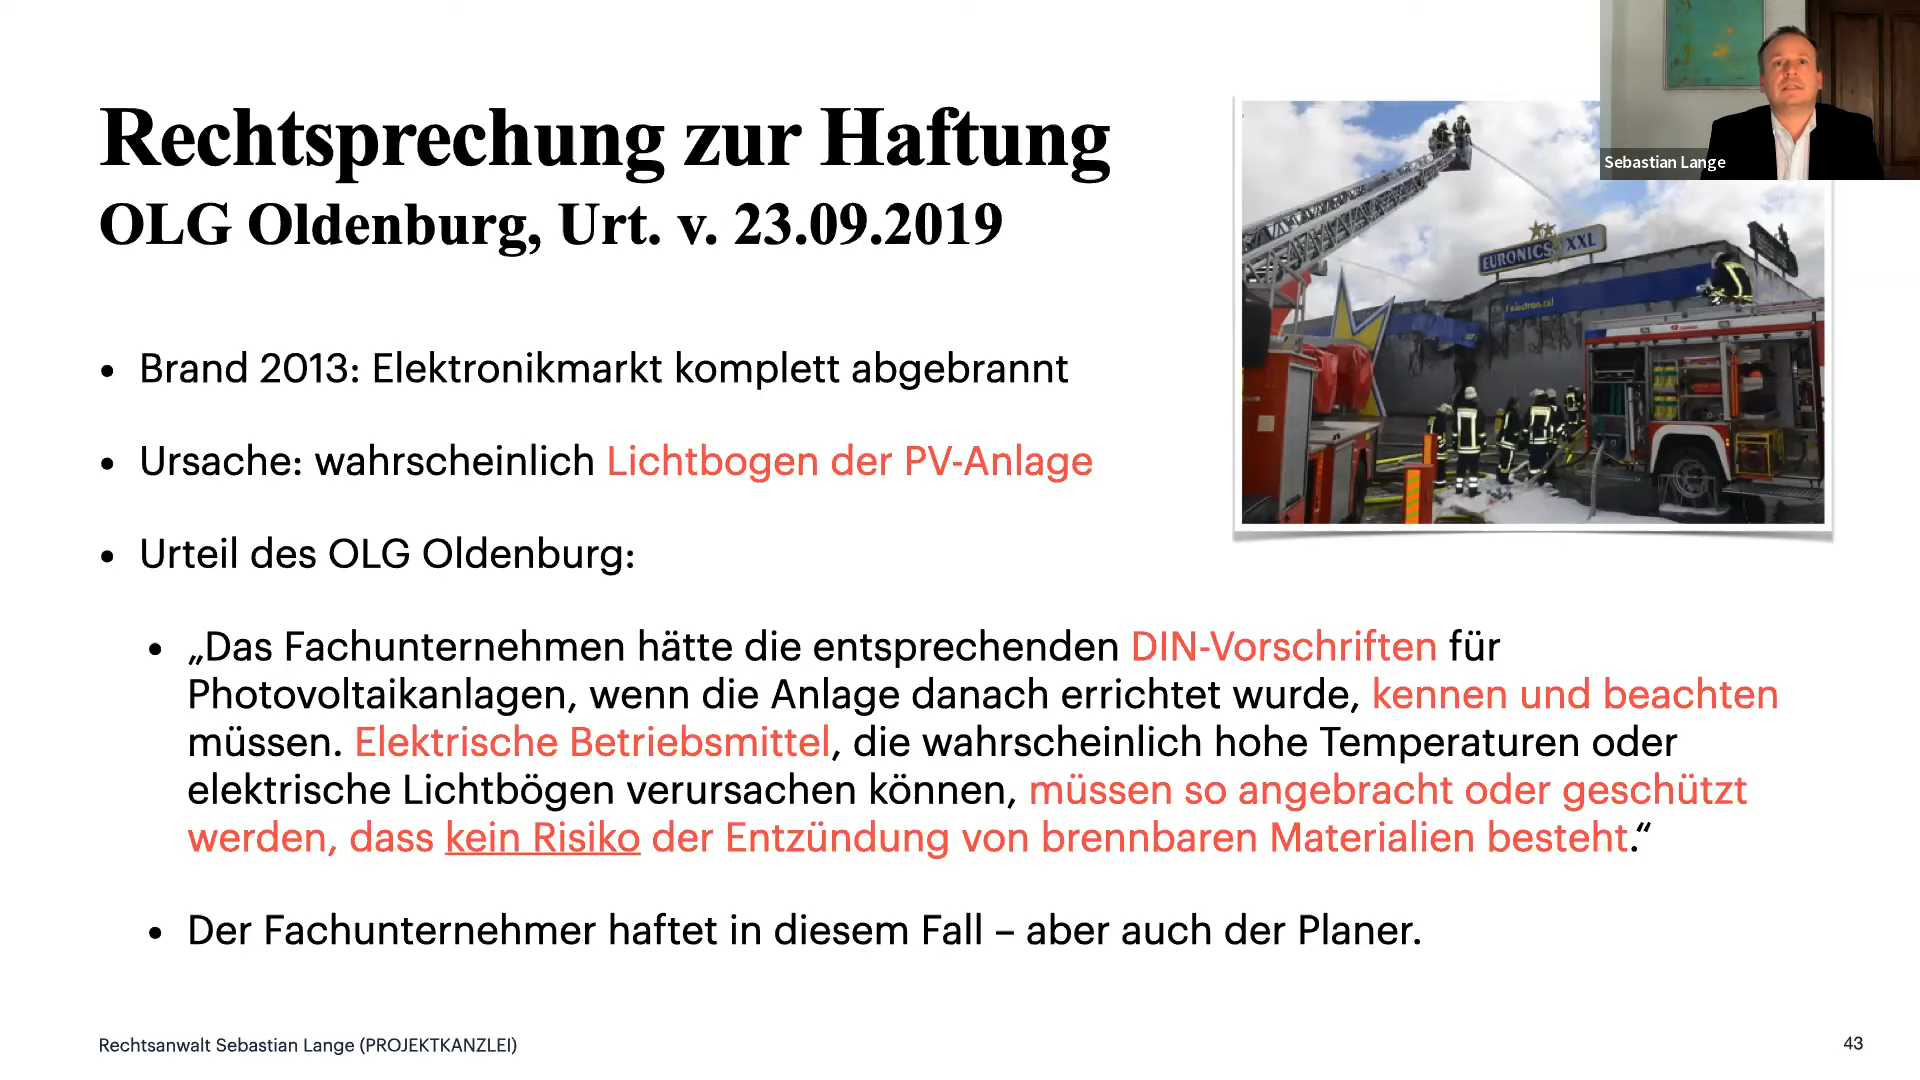 Rechtsprechung zur Haftung
OLG Oldenburg, Urt. v. 23.09.2019
Sebastian Lange
EURONICS XXL
• Brand 2013: Elektronikmarkt komplett abgebrannt
• Ursache: wahrscheinlich Lichtbogen der PV-Anlage
• Urteil des OLG Oldenburg:
• „Das Fachunternehmen hätte die entsprechenden DIN-Vorschriften für
Photovoltaikanlagen, wenn die Anlage danach errichtet wurde, kennen und beachten
müssen. Elektrische Betriebsmittel, die wahrscheinlich hohe Temperaturen oder
elektrische Lichtbögen verursachen können, müssen so angebracht oder geschützt
werden, dass kein Risiko der Entzündung von brennbaren Materialien besteht.“
• Der Fachunternehmer haftet in diesem Fall – aber auch der Planer.
Rechtsanwalt Sebastian Lange (PROJEKTKANZLEI)
43